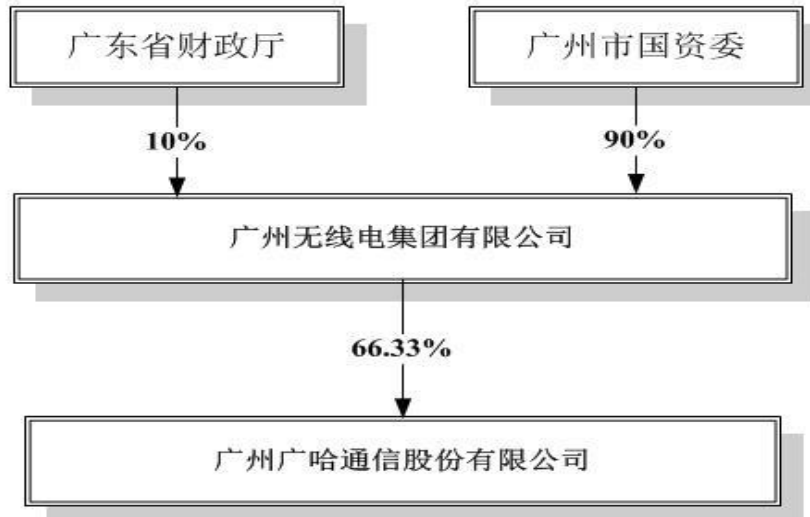 广东省财政厅
广州市国资委
10%
90%
广州无线电集团有限公司
66.33%
广州广哈通信股份有限公司